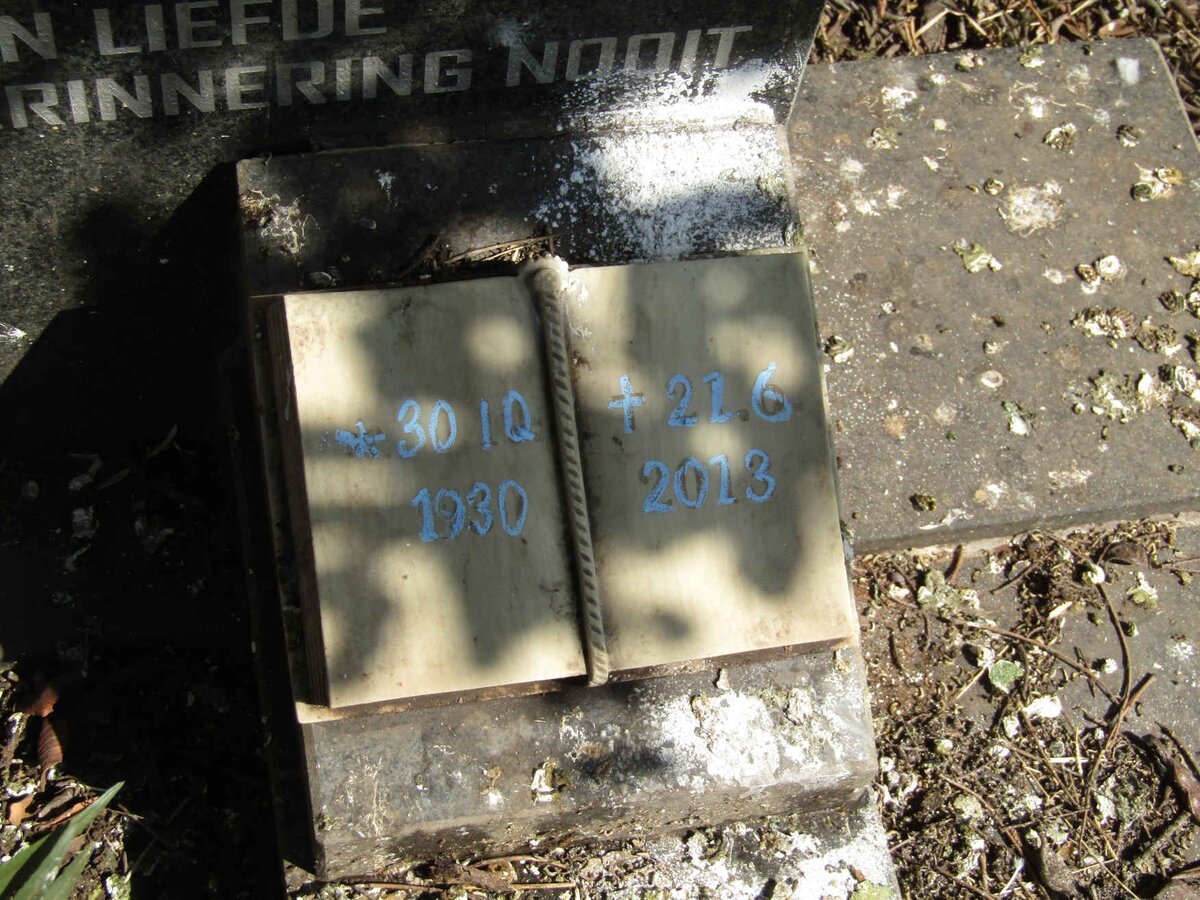 N LIEFDE
RINNERING NOOIT
* 30 10
1930
+ 21.6
2013